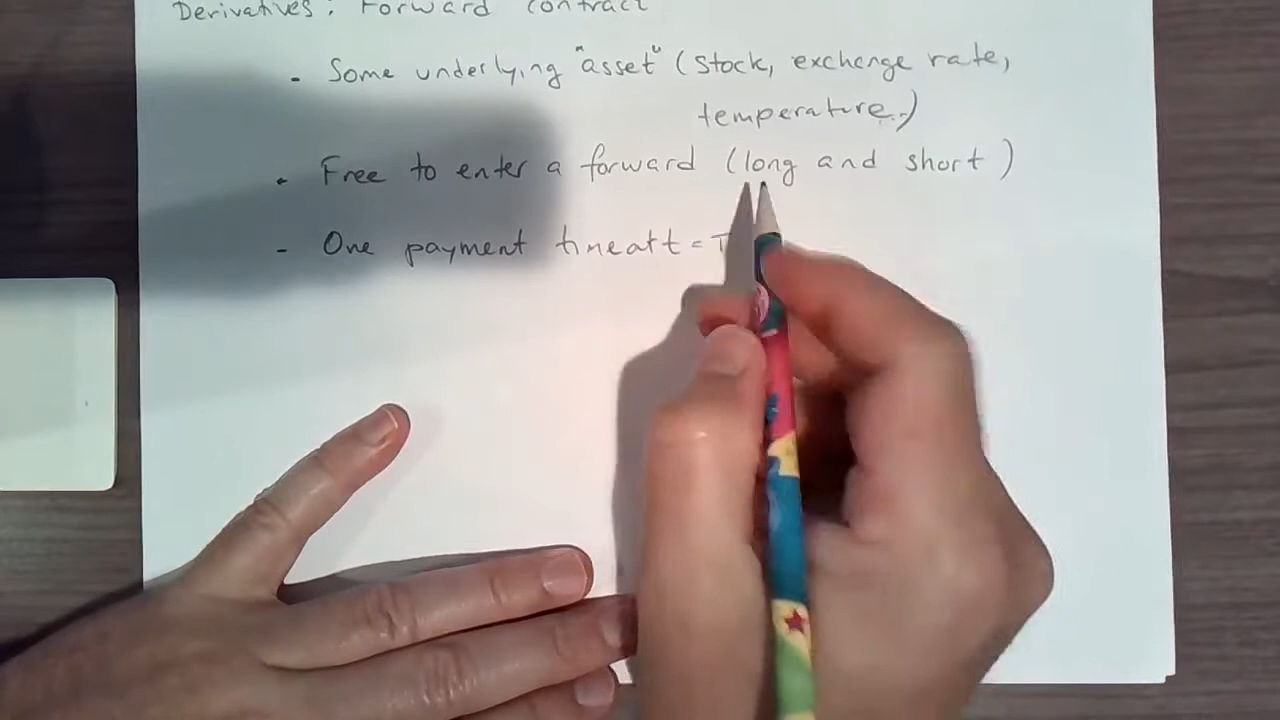 Derivatives: Forward contract
- Some underlying "asset" (stock, exchange rate,
temperature..)
- Free to enter a forward (long and short)
- One payment time at t = T